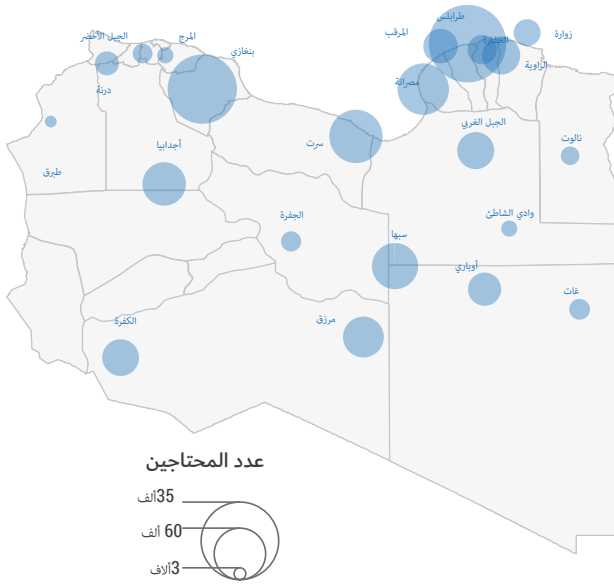 طرابلس
زوارة
المرقب
الجفارة
الجبل الأخضر
المرج
بنغازي
الزاوية
مصراتة
درنة
الجبل الغربي
نالوت
سرت
أجدابيا
طبرق
وادي الشاطئ
الجفرة
سبها
أوباري
غات
مرزق
الكفرة
عدد المحتاجين
35ألف
60 ألف
3ألاف